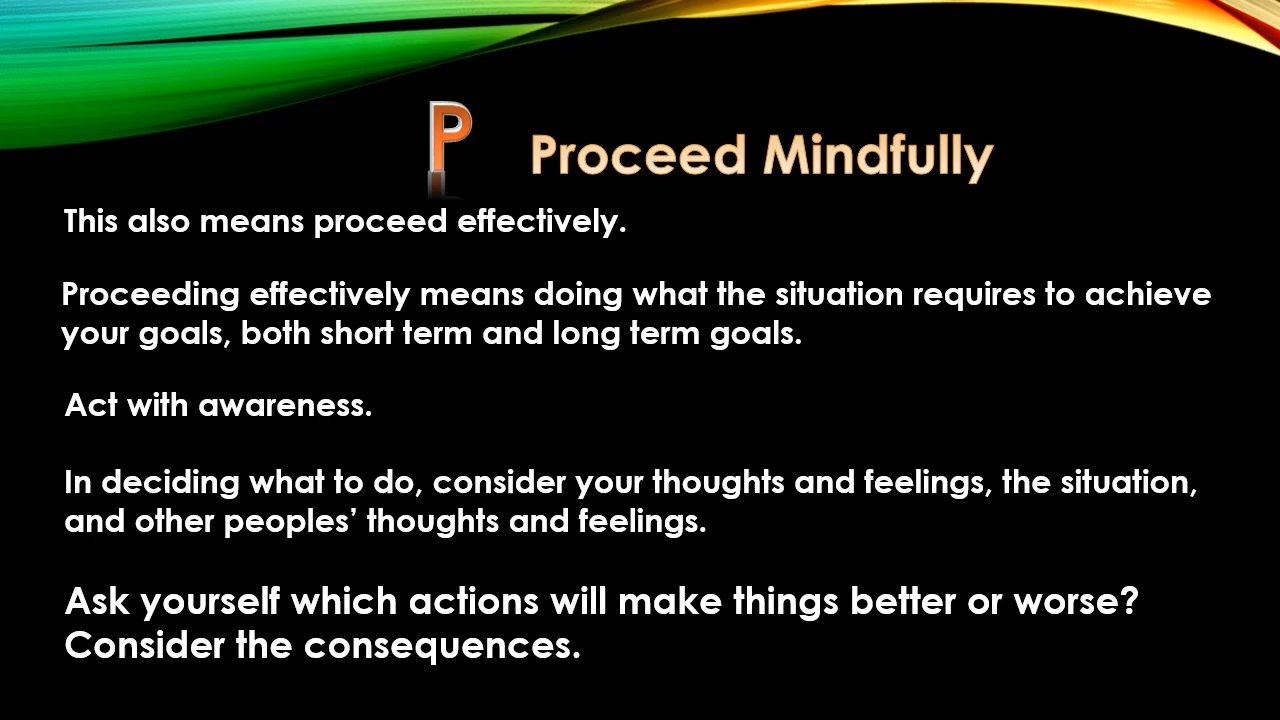 P Proceed Mindfully
This also means proceed effectively.
Proceeding effectively means doing what the situation requires to achieve
your goals, both short term and long term goals.
Act with awareness.
In deciding what to do, consider your thoughts and feelings, the situation,
and other peoples’ thoughts and feelings.
Ask yourself which actions will make things better or worse?
Consider the consequences.